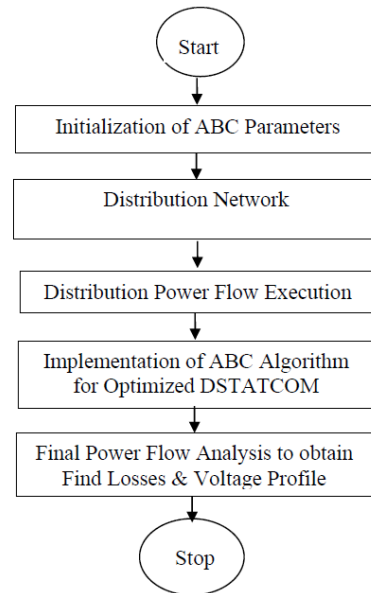 Start
Initialization of ABC Parameters
Distribution Network
Distribution Power Flow Execution
Implementation of ABC Algorithm
for Optimized DSTATCOM
Final Power Flow Analysis to obtain
Find Losses & Voltage Profile
Stop